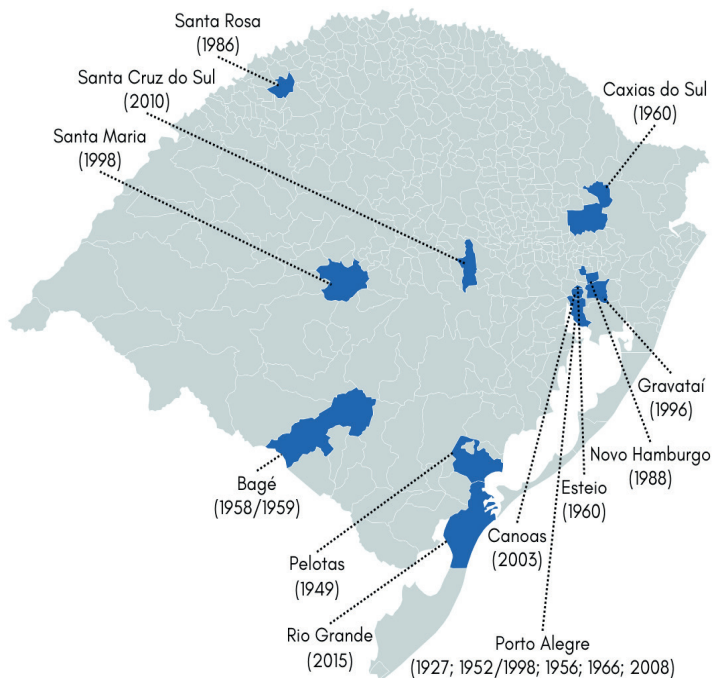 Santa Rosa
(1986)
Santa Cruz do Sul
(2010)
Santa Maria
(1998)
Caxias do Sul
(1960)
Gravataí
(1996)
Novo Hamburgo
(1988)
Esteio
(1960)
Canoas
(2003)
Bagé
(1958/1959)
Pelotas
(1949)
Rio Grande
(2015)
Porto Alegre
(1927; 1952/1998; 1956; 1966; 2008)